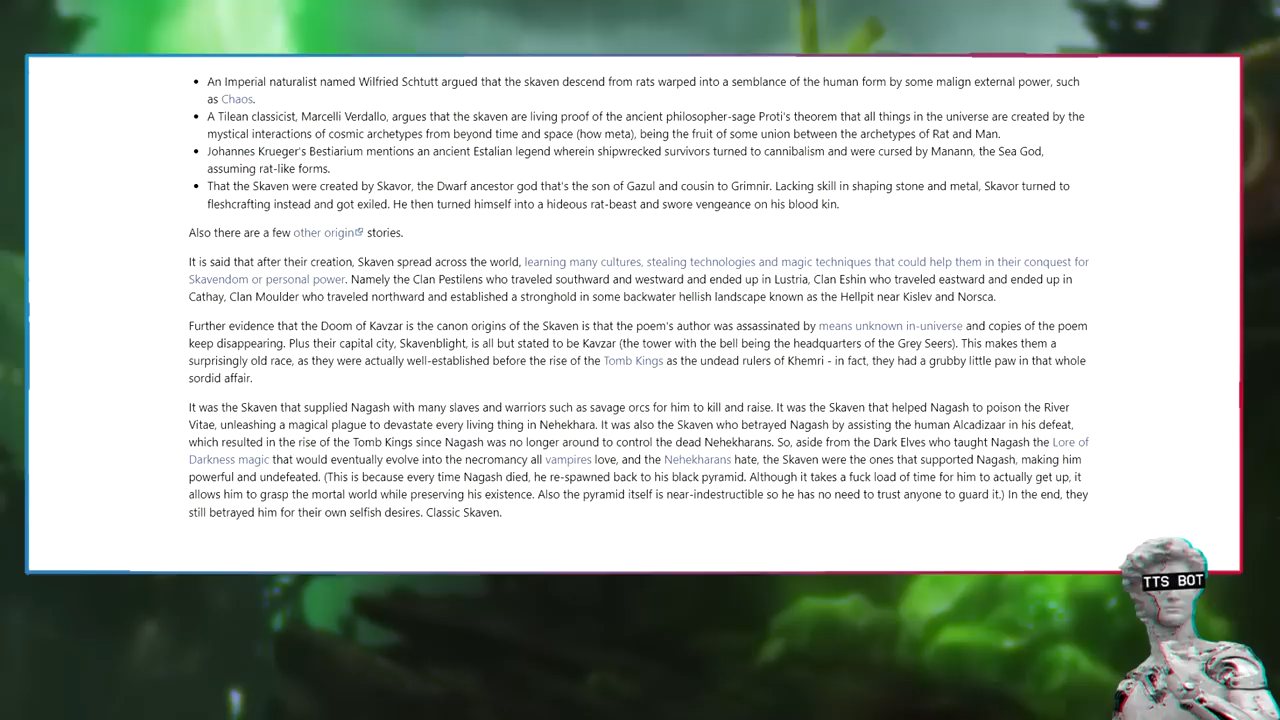 An Imperial naturalist named Wilfried Schtutt argued that the skaven descend from rats warped into a semblance of the human form by some malign external power, such
as Chaos.
A Tilean classicist, Marcelli Verdallo, argues that the skaven are living proof of the ancient philosopher-sage Proti's theorem that all things in the universe are created by the
mystical interactions of cosmic archetypes from beyond time and space (how meta), being the fruit of some union between the archetypes of Rat and Man.
Johannes Krueger's Bestiarium mentions an ancient Estalian legend wherein shipwrecked survivors turned to cannibalism and were cursed by Manann, the Sea God,
assuming rat-like forms.
That the Skaven were created by Skavor, the Dwarf ancestor god that's the son of Gazul and cousin to Grimnir. Lacking skill in shaping stone and metal, Skavor turned to
fleshcrafting instead and got exiled. He then turned himself into a hideous rat-beast and swore vengeance on his blood kin.
Also there are a few other origin stories.
It is said that after their creation, Skaven spread across the world, learning many cultures, stealing technologies and magic techniques that could help them in their conquest for
Skavendom or personal power. Namely the Clan Pestilens who traveled southward and westward and ended up in Lustria, Clan Eshin who traveled eastward and ended up in
Cathay, Clan Moulder who traveled northward and established a stronghold in some backwater hellish landscape known as the Hellpit near Kislev and Norsca.
Further evidence that the Doom of Kavzar is the canon origins of the Skaven is that the poem's author was assassinated by means unknown in-universe and copies of the poem
keep disappearing. Plus their capital city, Skavenblight, is all but stated to be Kavzar (the tower with the bell being the headquarters of the Grey Seers). This makes them a
surprisingly old race, as they were actually well-established before the rise of the Tomb Kings as the undead rulers of Khemri - in fact, they had a grubby little paw in that whole
sordid affair.
It was the Skaven that supplied Nagash with many slaves and warriors such as savage orcs for him to kill and raise. It was the Skaven that helped Nagash to poison the River
Vitae, unleashing a magical plague to devastate every living thing in Nehekhara. It was also the Skaven who betrayed Nagash by assisting the human Alcadizaar in his defeat,
which resulted in the rise of the Tomb Kings since Nagash was no longer around to control the dead Nehekharans. So, aside from the Dark Elves who taught Nagash the Lore of
Darkness magic that would eventually evolve into the necromancy all vampires love, and the Nehekharans hate, the Skaven were the ones that supported Nagash, making him
powerful and undefeated. (This is because every time Nagash died, he re-spawned back to his black pyramid. Although it takes a fuck load of time for him to actually get up, it
allows him to grasp the mortal world while preserving his existence. Also the pyramid itself is near-indestructible so he has no need to trust anyone to guard it.) In the end, they
still betrayed him for their own selfish desires. Classic Skaven.
TTS BOT